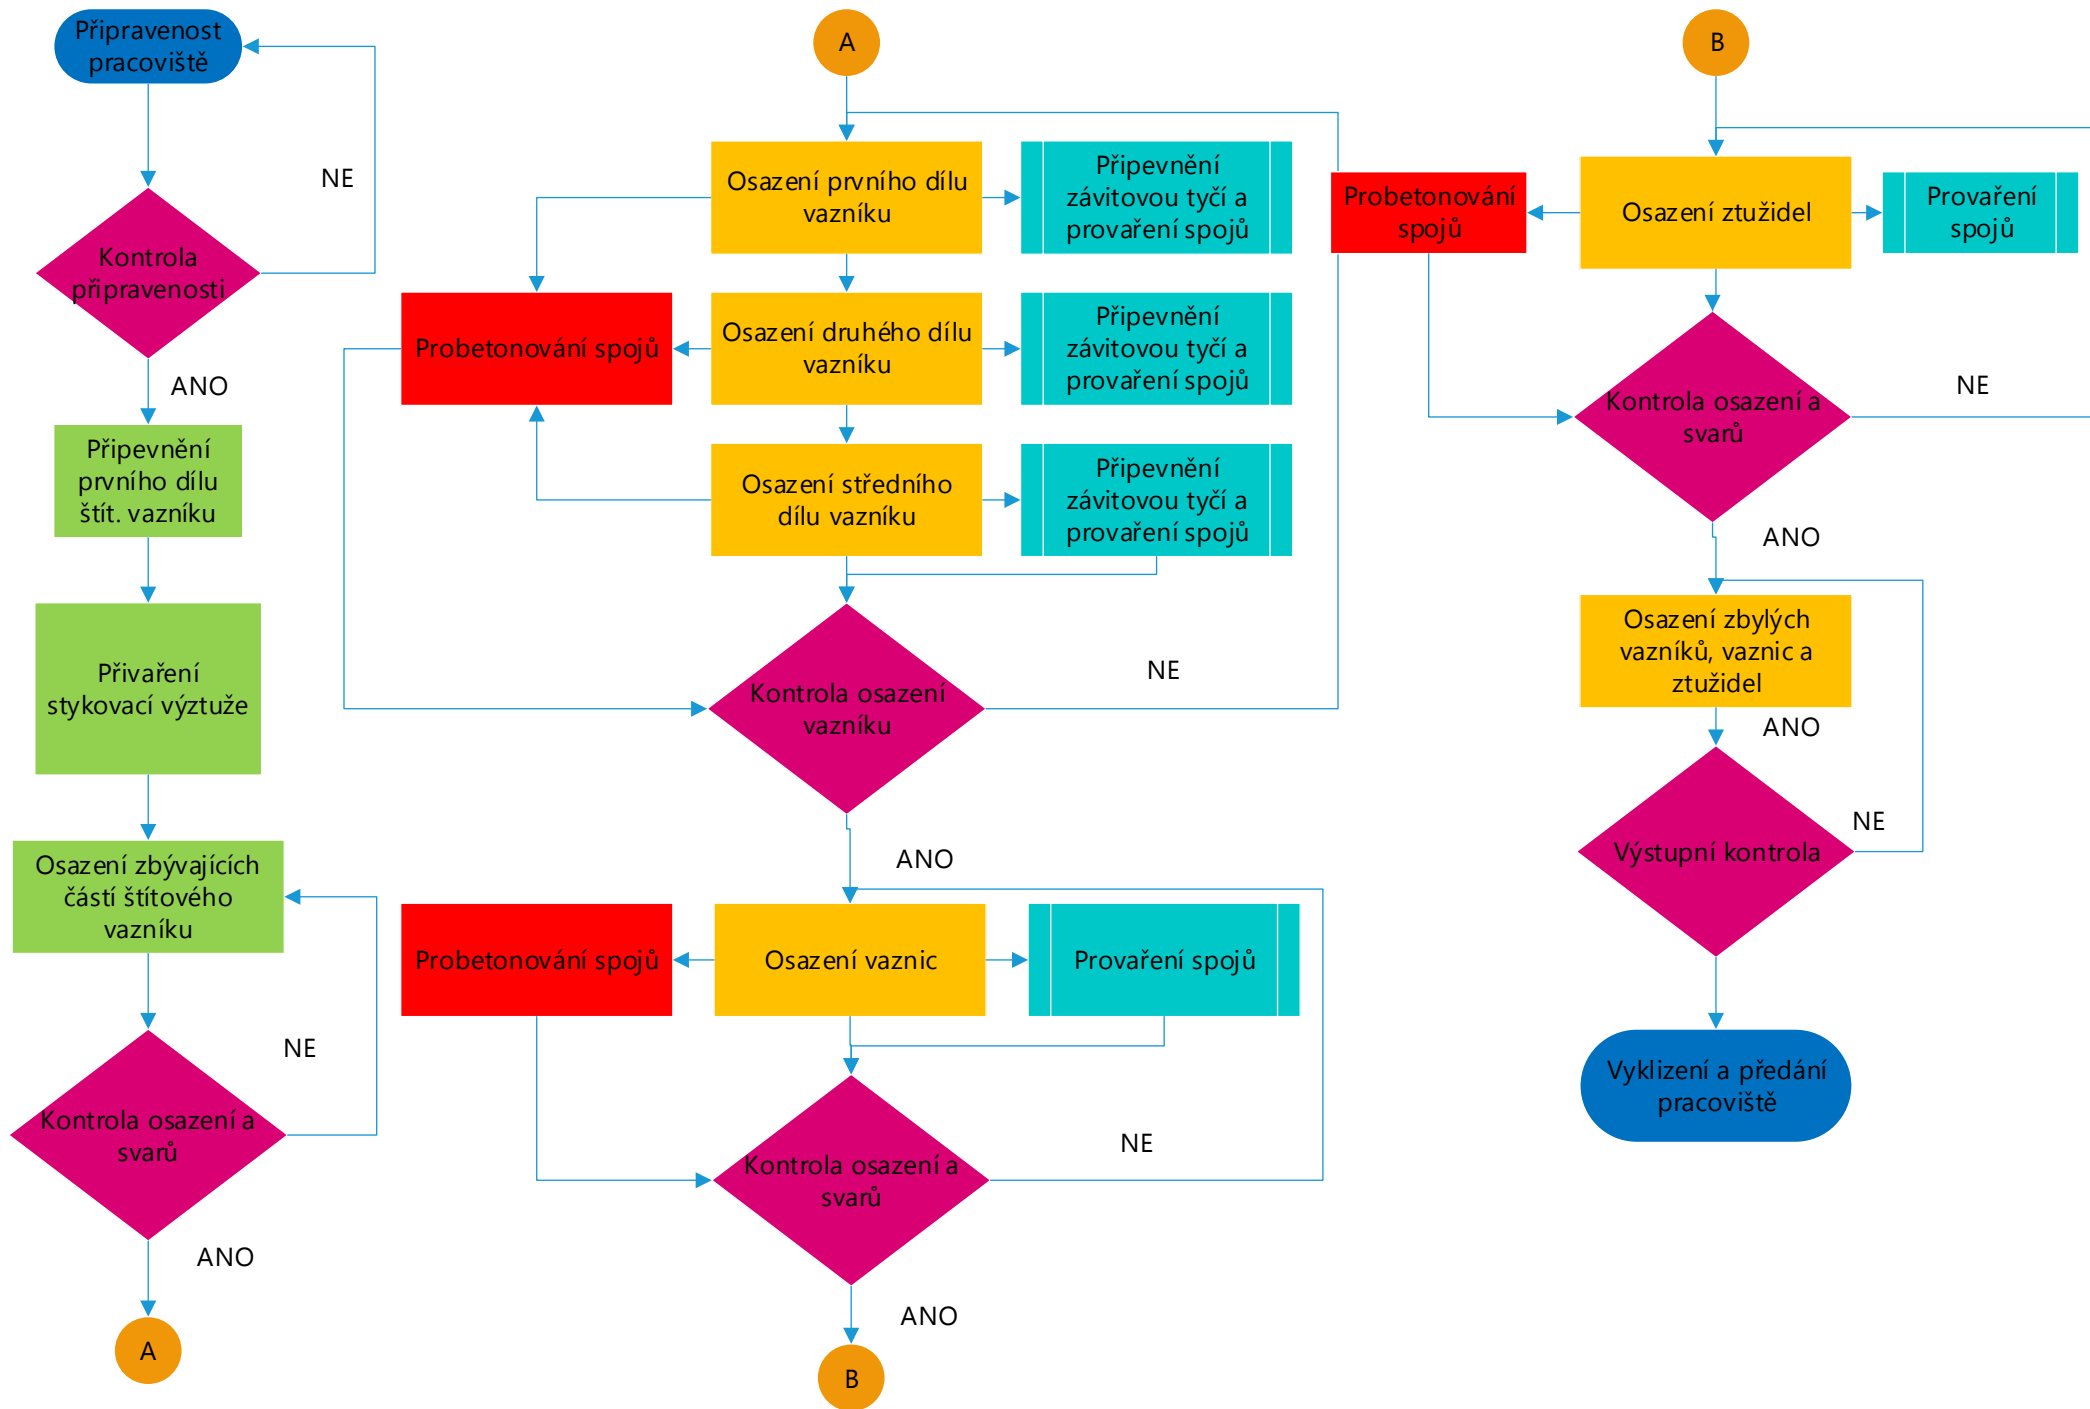 Připravenost
pracoviště
NE
Kontrola
připravenosti
ANO
Připevnění
prvního dílu
štít. vazníku
Přivaření
stykovací výztuže
Osazení zbývajících
částí štítového
vazníku
NE
Kontrola osazení a
svarů
ANO
A
A
Osazení prvního dílu
vazníku
Připevnění
závitovou tyčí a
provaření spojů
Probetonování spojů
Osazení druhého dílu
vazníku
Připevnění
závitovou tyčí a
provaření spojů
Osazení středního
dílu vazníku
Připevnění
závitovou tyčí a
provaření spojů
Kontrola osazení
vazníku
NE
ANO
Probetonování spojů
Osazení vaznic
Provaření spojů
Kontrola osazení a
svarů
NE
ANO
B
B
Probetonování
spojů
Osazení ztužidel
Provaření
spojů
Kontrola osazení a
svarů
NE
ANO
Osazení zbylých
vazníků, vaznic a
ztužidel
ANO
Výstupní kontrola
NE
Vyklizení a předání
pracoviště